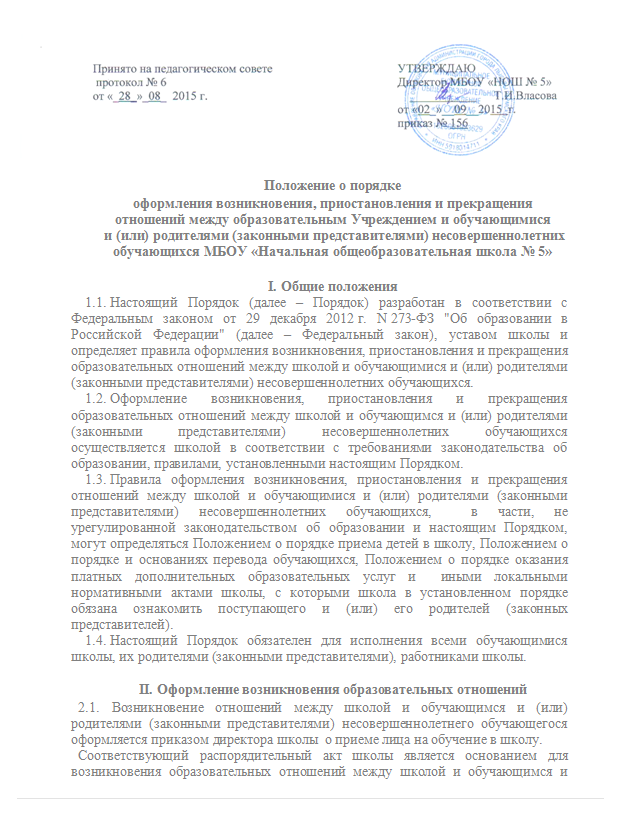 Принято на педагогическом совете
протокол № 6
от «_28_»_08_ 2015 г.
УТВЕРЖДАЮ
Директор МБОУ «НОШ № 5»
Т.И.Власова
от «02_»__09__2015_.г.
приказ № 156
Положение о порядке
оформления возникновения, приостановления и прекращения
отношений между образовательным Учреждением и обучающимися
и (или) родителями (законными представителями) несовершеннолетних
обучающихся МБОУ «Начальная общеобразовательная школа № 5»
I. Общие положения
1.1. Настоящий Порядок (далее – Порядок) разработан в соответствии с
Федеральным законом от 29 декабря 2012 г. N 273-ФЗ "Об образовании в
Российской Федерации" (далее – Федеральный закон), уставом школы и
определяет правила оформления возникновения, приостановления и прекращения
образовательных отношений между школой и обучающимися и (или) родителями
(законными представителями) несовершеннолетних обучающихся.
1.2. Оформление возникновения, приостановления и прекращения
образовательных отношений между школой и обучающимся и (или) родителями
(законными представителями) несовершеннолетних обучающихся
осуществляется школой в соответствии с требованиями законодательства об
образовании, правилами, установленными настоящим Порядком.
1.3. Правила оформления возникновения, приостановления и прекращения
отношений между школой и обучающимися и (или) родителями (законными
представителями) несовершеннолетних обучающихся, в части, не
урегулированной законодательством об образовании и настоящим Порядком,
могут определяться Положением о порядке приема детей в школу, Положением о
порядке и основаниях перевода обучающихся, Положением о порядке оказания
платных дополнительных образовательных услуг и иными локальными
нормативными актами школы, с которыми школа в установленном порядке
обязана ознакомить поступающего и (или) его родителей (законных
представителей).
1.4. Настоящий Порядок обязателен для исполнения всеми обучающимися
школы, их родителями (законными представителями), работниками школы.
II. Оформление возникновения образовательных отношений
2.1. Возникновение отношений между школой и обучающимся и (или)
родителями (законными представителями) несовершеннолетнего обучающегося
оформляется приказом директора школы о приеме лица на обучение в школу.
Соответствующий распорядительный акт школы является основанием для
возникновения образовательных отношений между школой и обучающимся и